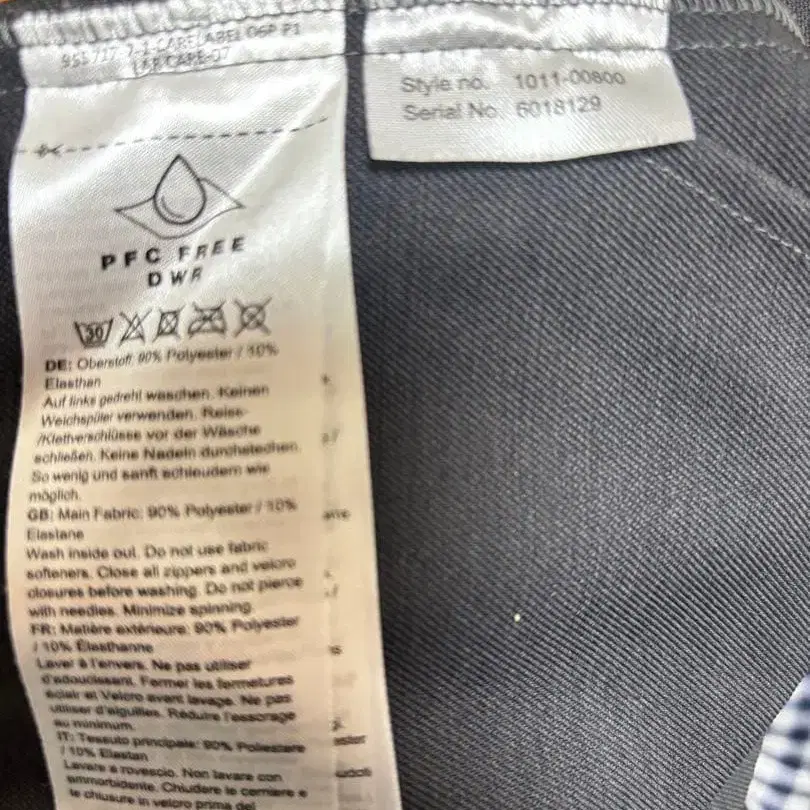 CARELABEL 06P P1
LAB CARE-07
Style no. 1011-00800
Serial No. 6018129
PFC FREE
DWR
30
DE: Oberstoff: 90% Polyester / 10%
Elasthan
Auf links gedreht waschen. Keinen
Weichspüler verwenden. Reiss-
/Klettverschlüsse vor der Wäsche
schließen. Keine Nadeln durchstechen.
So wenig und sanft schleudern wie
möglich.
GB: Main Fabric: 90% Polyester / 10%
Elastane
Wash inside out. Do not use fabric
softeners. Close all zippers and velcro
closures before washing. Do not pierce
with needles. Minimize spinning.
FR: Matière extérieure: 90% Polyester
/ 10% Élasthanne
Laver à l'envers. Ne pas utiliser
d'adoucissant. Fermer les fermetures
éclair et Velcro avant lavage. Ne pas
utiliser d'aiguilles. Réduire l'essorage
au minimum.
IT: Tessuto principale: 90% Poliestere
/ 10% Elastan
Lavare a rovescio. Non lavare con
ammorbidente. Chiudere le cerniere e
le chiusure in velcro prima del